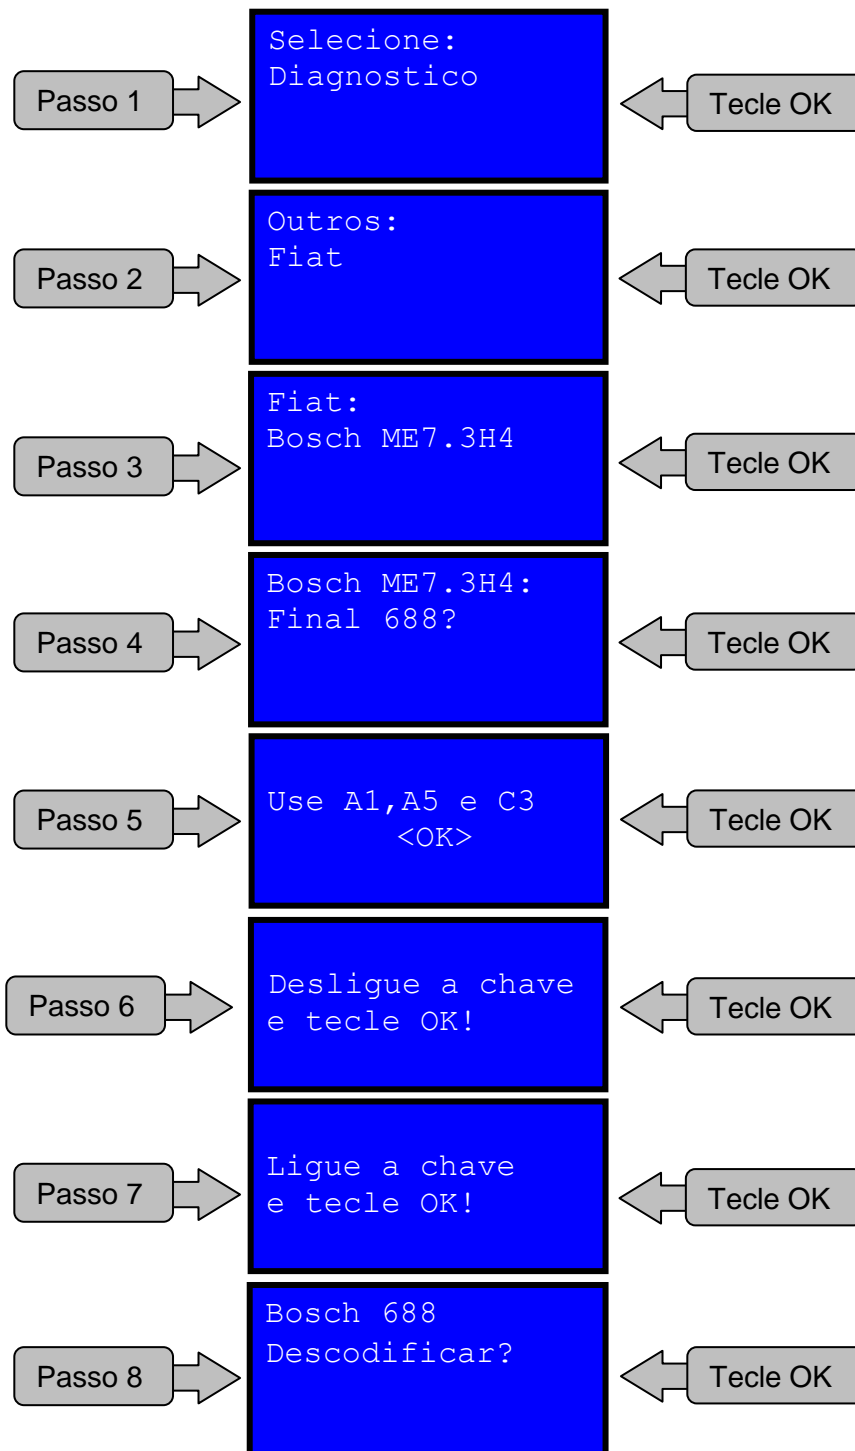 Passo 1
Selecione:
Diagnostico
Tecle OK
Passo 2
Outros:
Fiat
Tecle OK
Passo 3
Fiat:
Bosch ME7.3H4
Tecle OK
Passo 4
Bosch ME7.3H4:
Final 688?
Tecle OK
Passo 5
Use A1,A5 e C3
<OK>
Tecle OK
Passo 6
Desligue a chave
e tecle OK!
Tecle OK
Passo 7
Ligue a chave
e tecle OK!
Tecle OK
Passo 8
Bosch 688
Descodificar?
Tecle OK